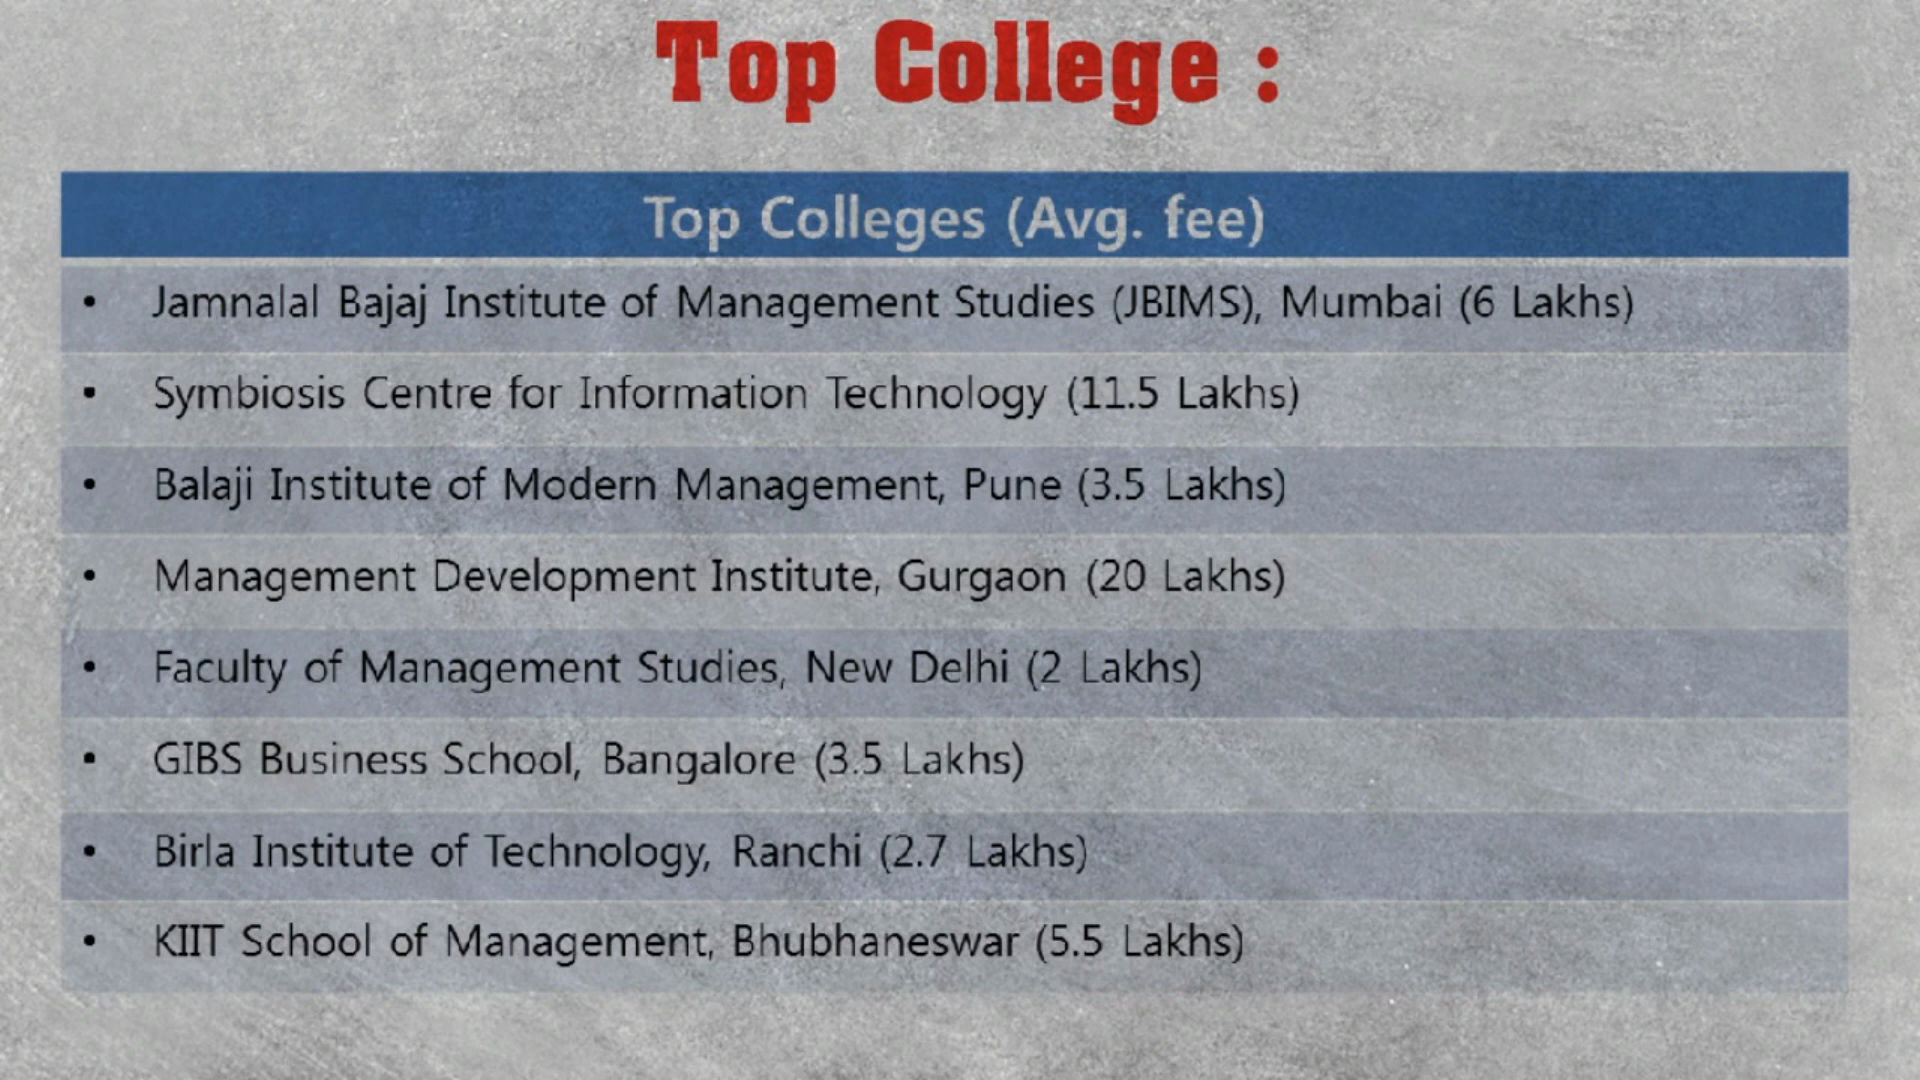 Top College :
Top Colleges (Avg. fee)
• Jamnalal Bajaj Institute of Management Studies (JBIMS), Mumbai (6 Lakhs)
• Symbiosis Centre for Information Technology (11.5 Lakhs)
• Balaji Institute of Modern Management, Pune (3.5 Lakhs)
• Management Development Institute, Gurgaon (20 Lakhs)
• Faculty of Management Studies, New Delhi (2 Lakhs)
• GIBS Business School, Bangalore (3.5 Lakhs)
• Birla Institute of Technology, Ranchi (2.7 Lakhs)
• KIIT School of Management, Bhubhaneswar (5.5 Lakhs)